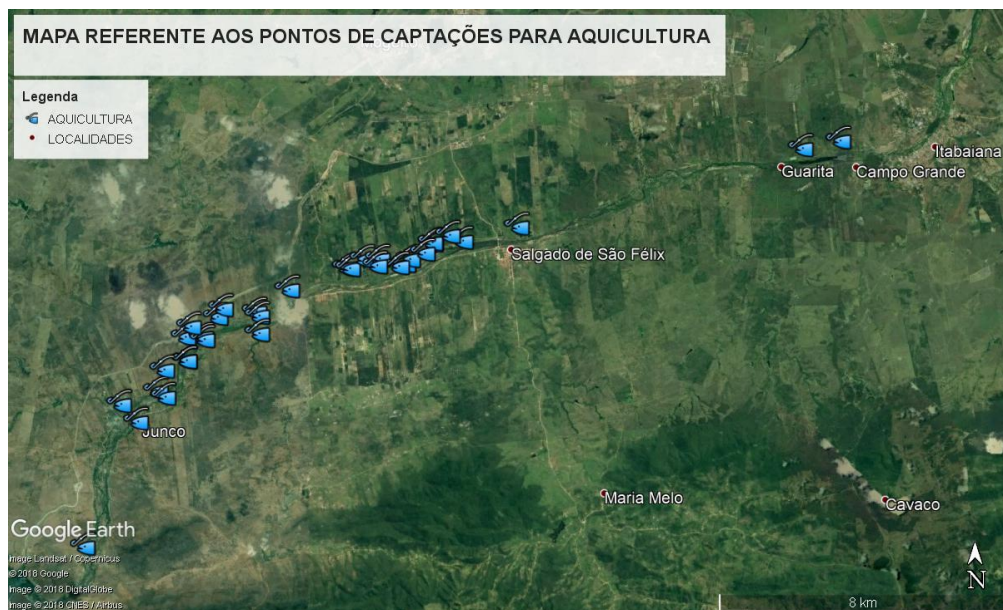 MAPA REFERENTE AOS PONTOS DE CAPTAÇÕES PARA AQUICULTURA
Legenda
AQUICULTURA
LOCALIDADES
Itabaiana
Guarita
Campo Grande
Salgado de São Félix
Junco
Maria Melo
Cavaco
Google Earth
Image Landsat / Copernicus
© 2018 Google
Image © 2018 DigitalGlobe
Image © 2018 CNES / Airbus
N
8 km